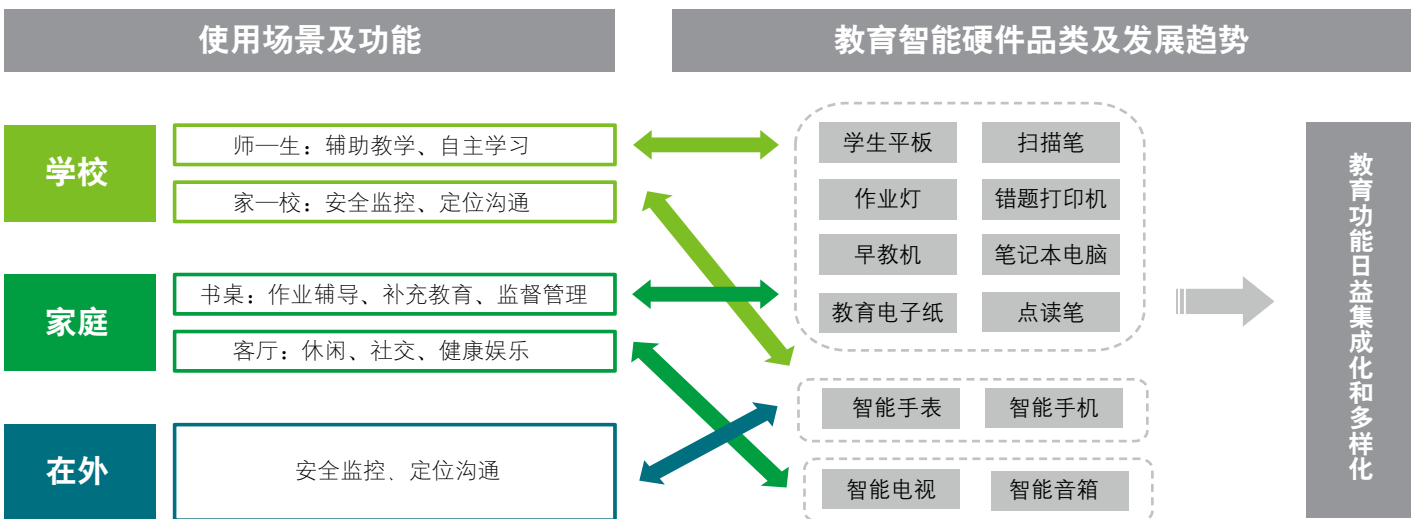 使用场景及功能
教育智能硬件品类及发展趋势
学校
师一生：辅助教学、自主学习
家一校：安全监控、定位沟通
家庭
书桌：作业辅导、补充教育、监督管理
客厅：休闲、社交、健康娱乐
在外
安全监控、定位沟通
学生平板
扫描笔
作业灯
错题打印机
早教机
笔记本电脑
教育电子纸
点读笔
智能手表
智能手机
智能电视
智能音箱
教育功能日益集成化和多样化